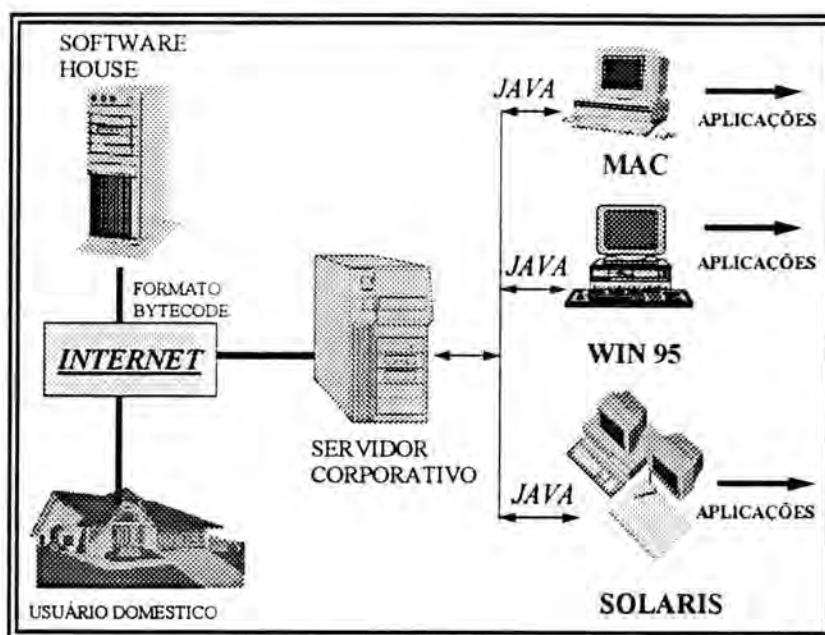 SOFTWARE
HOUSE
FORMATO
BYTECODE
INTERNET
USUÁRIO DOMESTICO
SERVIDOR
CORPORATIVO
JAVA
MAC
APLICAÇÕES
JAVA
WIN 95
APLICAÇÕES
JAVA
SOLARIS
APLICAÇÕES